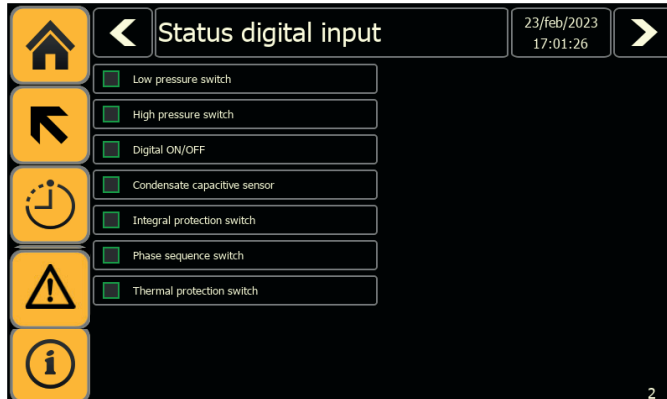 Status digital input
23/feb/2023
17:01:26
Low pressure switch
High pressure switch
Digital ON/OFF
Condensate capacitive sensor
Integral protection switch
Phase sequence switch
Thermal protection switch
2